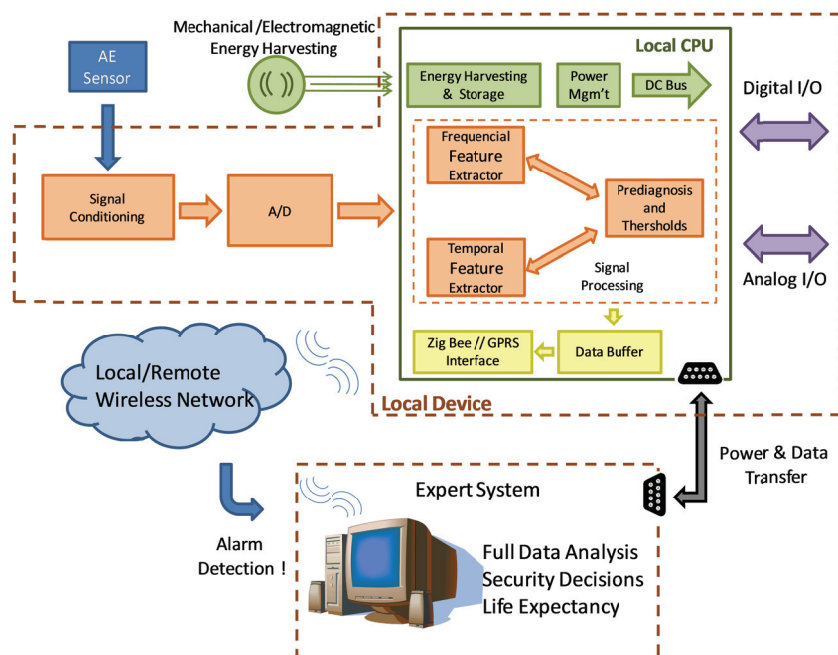 Mechanical /Electromagnetic
Energy Harvesting
AE
Sensor
Local CPU
Energy Harvesting
& Storage
Power
Mgm't
DC Bus
Digital I/O
Frequencial
Feature
Extractor
Signal
Conditioning
A/D
Prediagnosis
and
Thersholds
Temporal
Feature
Extractor
Signal
Processing
Analog I/O
Zig Bee // GPRS
Interface
Data Buffer
Local/Remote
Wireless Network
Local Device
Power & Data
Transfer
Expert System
Alarm
Detection !
Full Data Analysis
Security Decisions
Life Expectancy